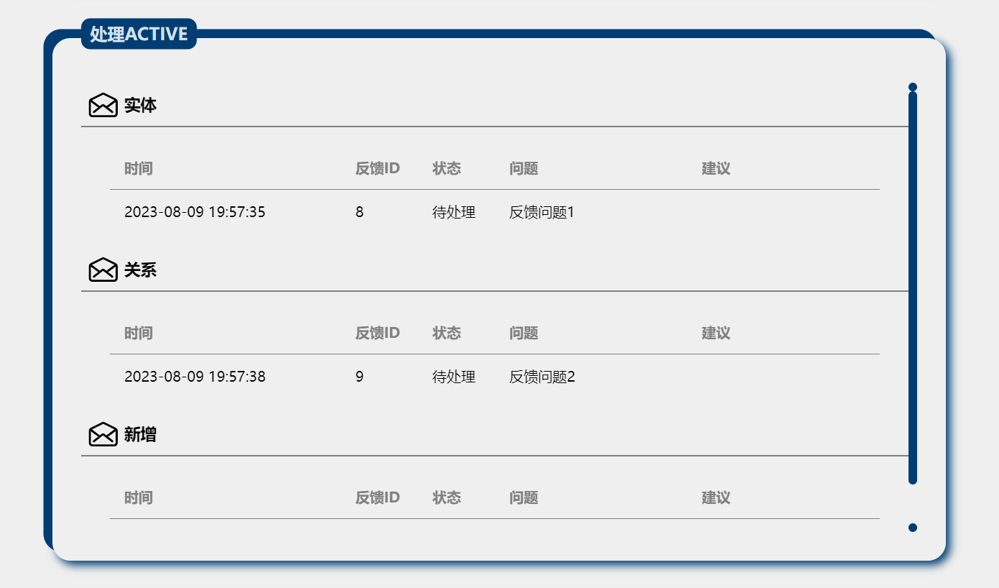 处理ACTIVE
实体
时间 反馈ID 状态 问题 建议
2023-08-09 19:57:35 8 待处理 反馈问题1
关系
时间 反馈ID 状态 问题 建议
2023-08-09 19:57:38 9 待处理 反馈问题2
新增
时间 反馈ID 状态 问题 建议